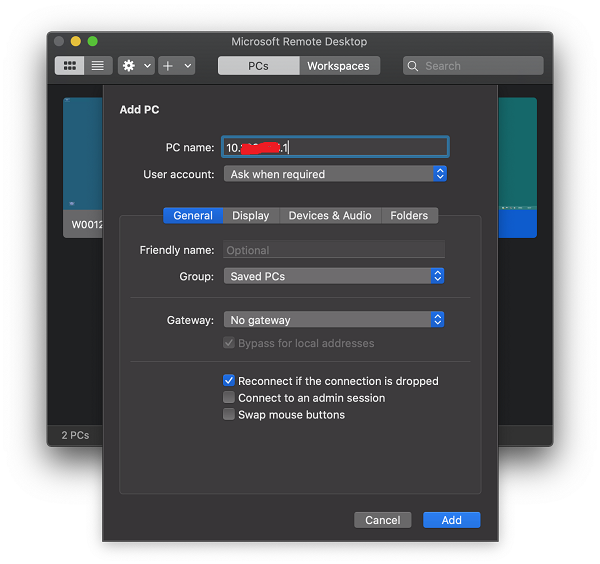 Microsoft Remote Desktop
PCs
Workspaces
Search
Add PC
PC name:
10.
.1
User account:
Ask when required
General
Display
Devices & Audio
Folders
W0012
Friendly name:
Optional
Group:
Saved PCs
Gateway:
No gateway
Bypass for local addresses
Reconnect if the connection is dropped
Connect to an admin session
Swap mouse buttons
2 PCs
Cancel
Add